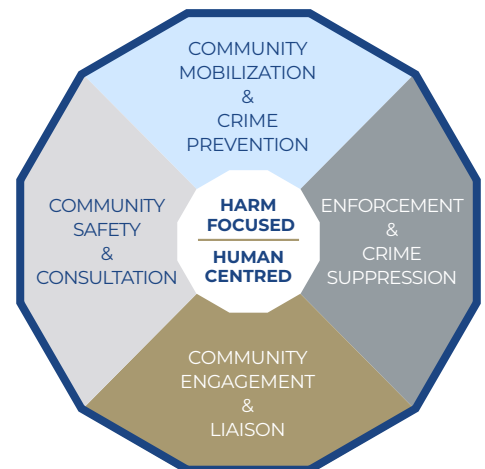 COMMUNITY
MOBILIZATION
&
CRIME
PREVENTION
COMMUNITY
SAFETY
&
CONSULTATION
HARM
FOCUSED
HUMAN
CENTRED
ENFORCEMENT
&
CRIME
SUPPRESSION
COMMUNITY
ENGAGEMENT
&
LIAISON